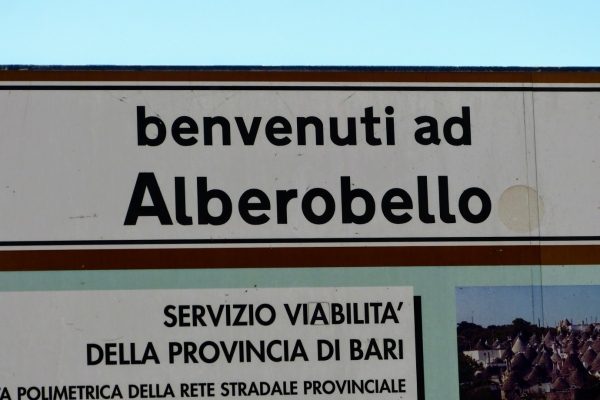 benvenuti ad
Alberobello
SERVIZIO VIABILITA'
DELLA PROVINCIA DI BARI
POLIMETRICA DELLA RETE STRADALE PROVINCIALE